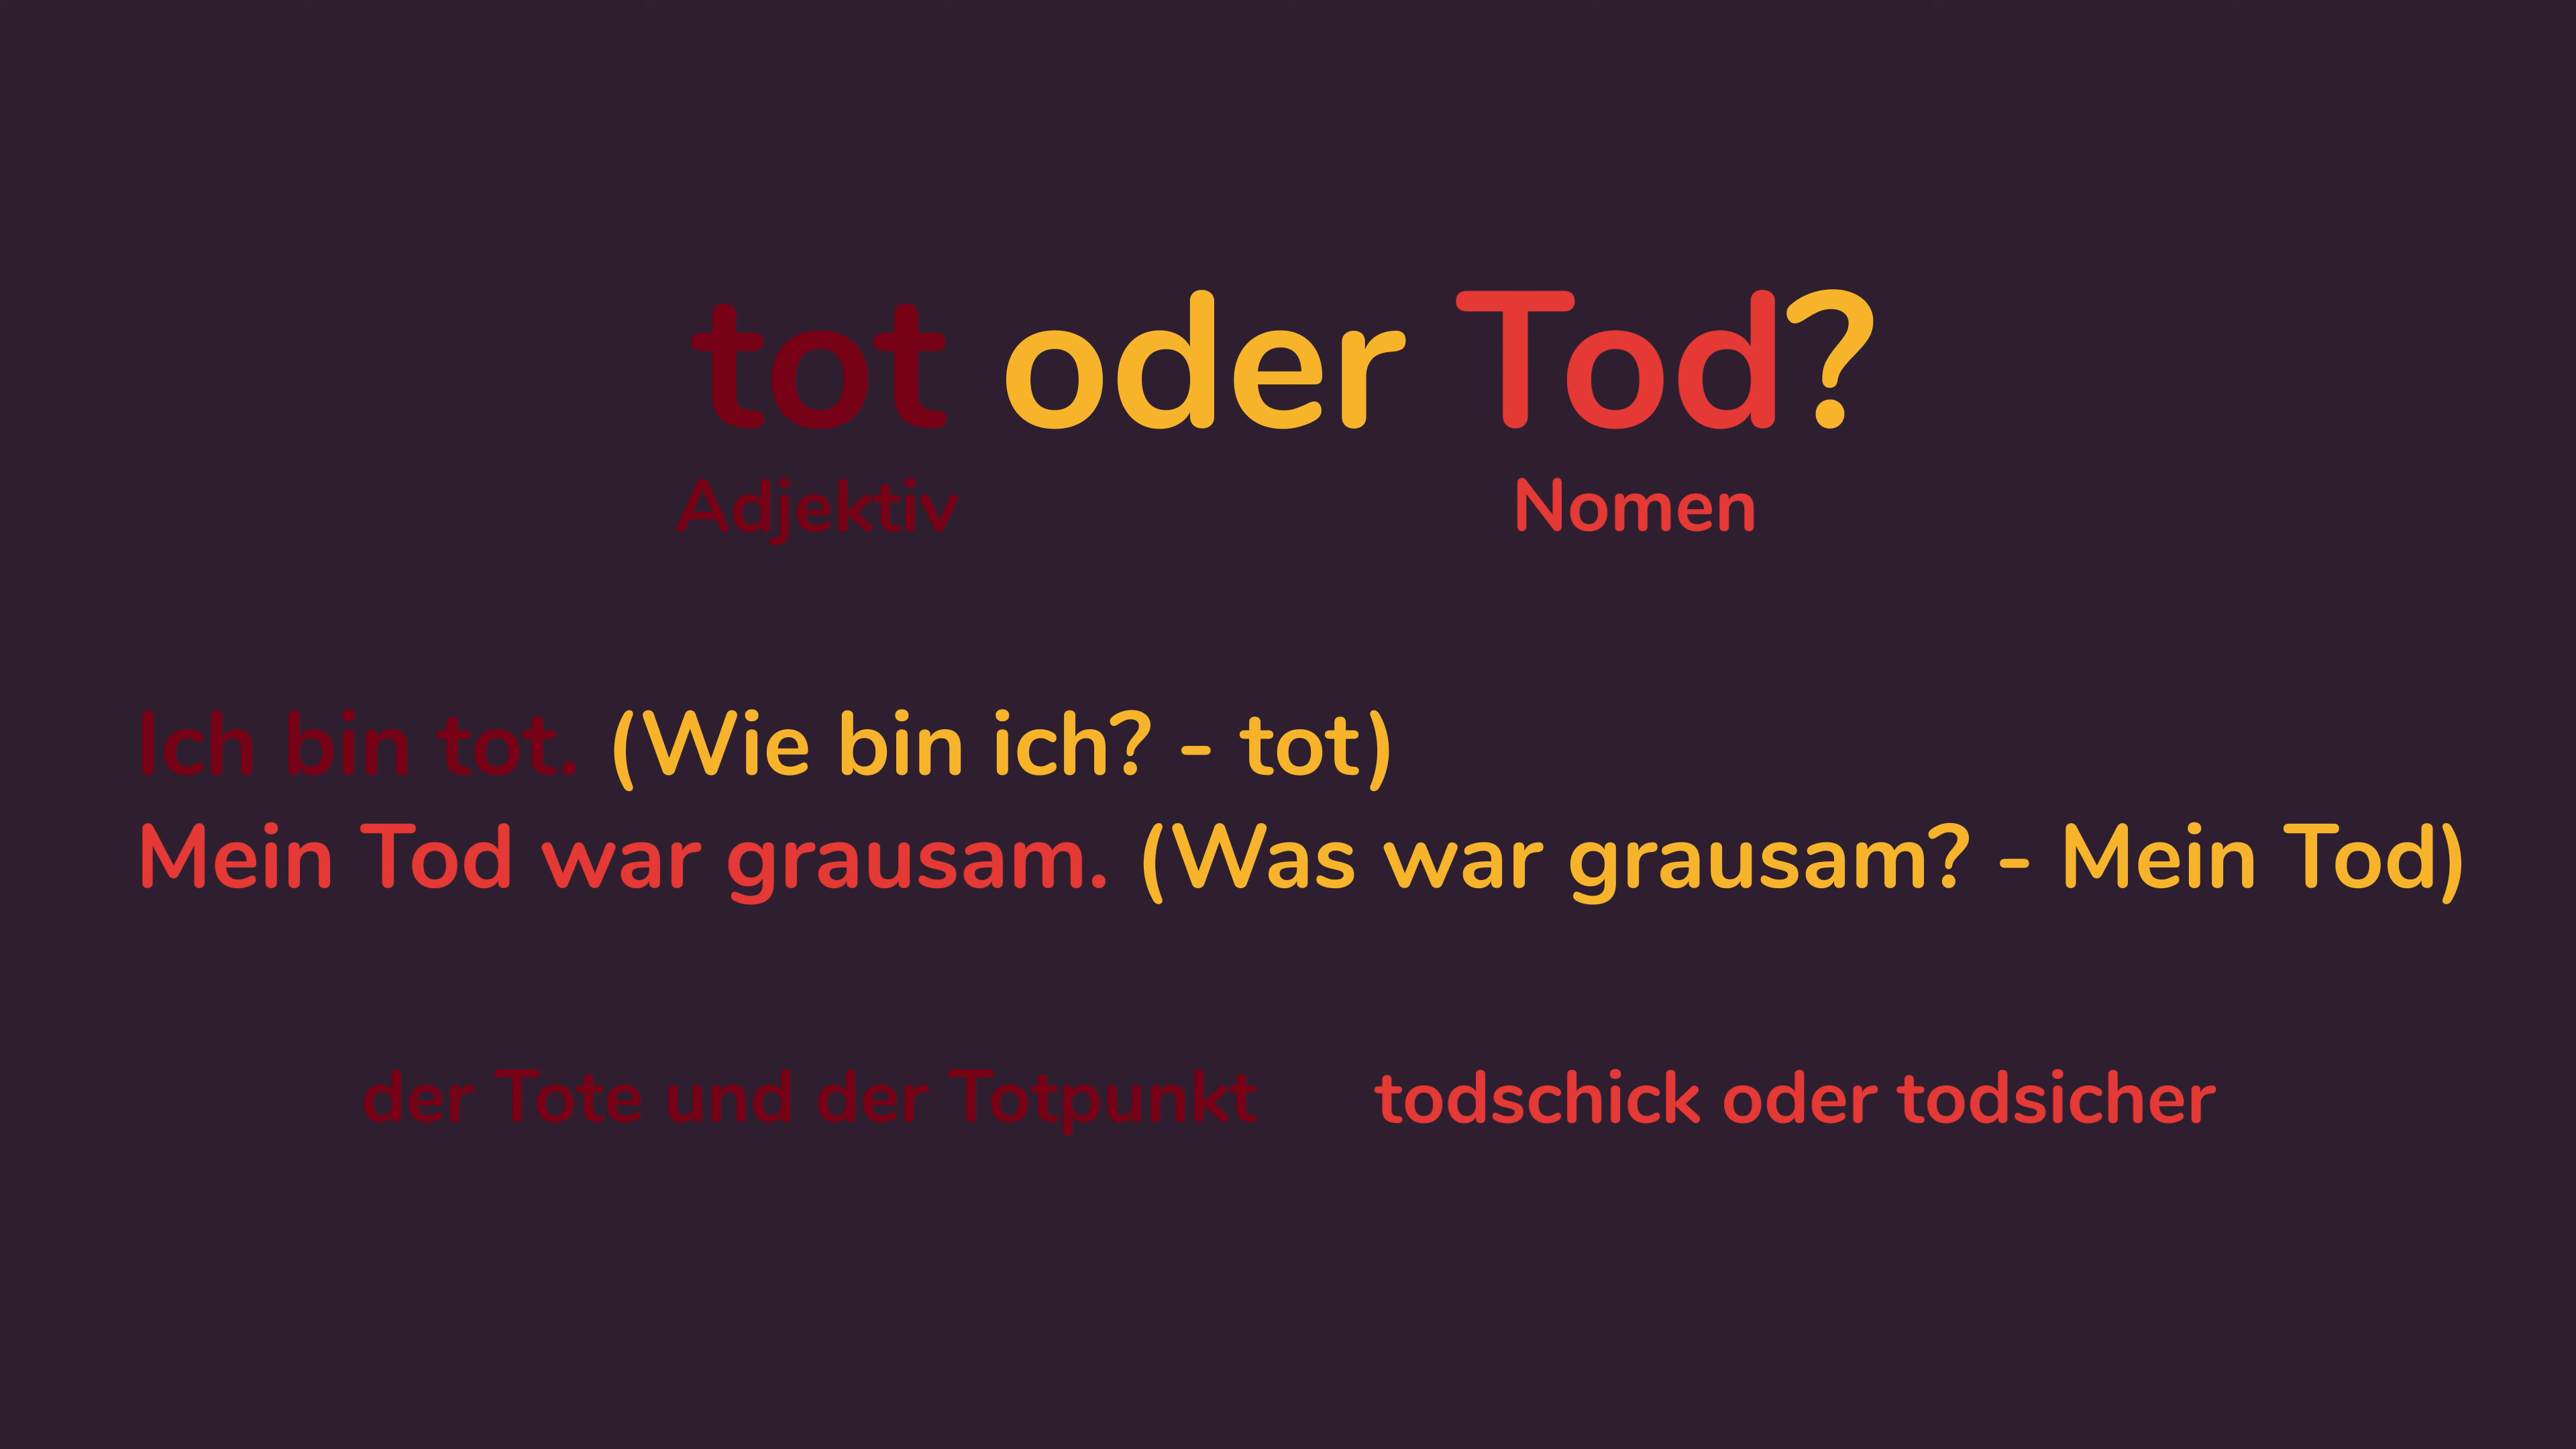 tot oder Tod?
Adjektiv Nomen
Ich bin tot. (Wie bin ich? - tot)
Mein Tod war grausam. (Was war grausam? - Mein Tod)
der Tote und der Totpunkt todschick oder todsicher